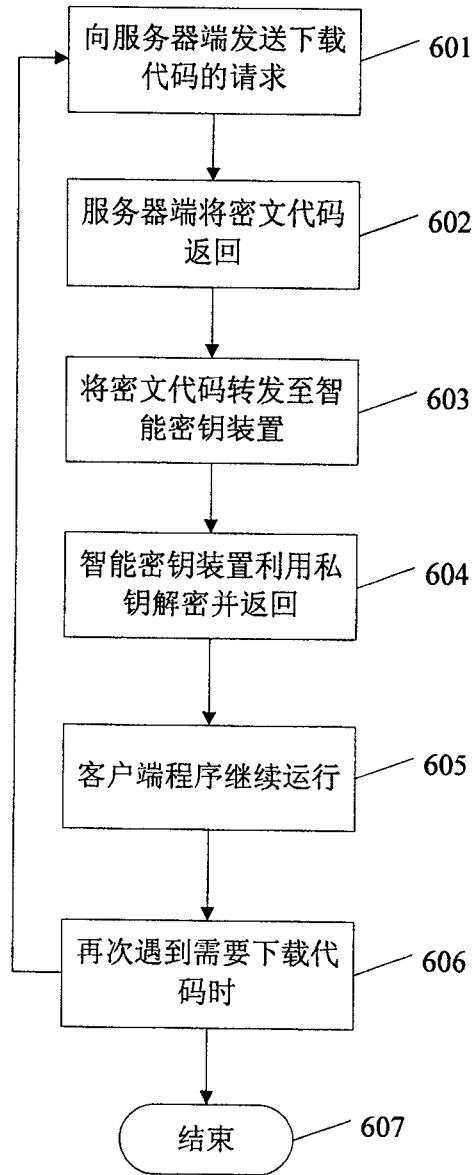 向服务器端发送下载
代码的请求
601
服务器端将密文代码
返回
602
将密文代码转发至智
能密钥装置
603
智能密钥装置利用私
钥解密并返回
604
客户端程序继续运行
605
再次遇到需要下载代
码时
606
结束
607